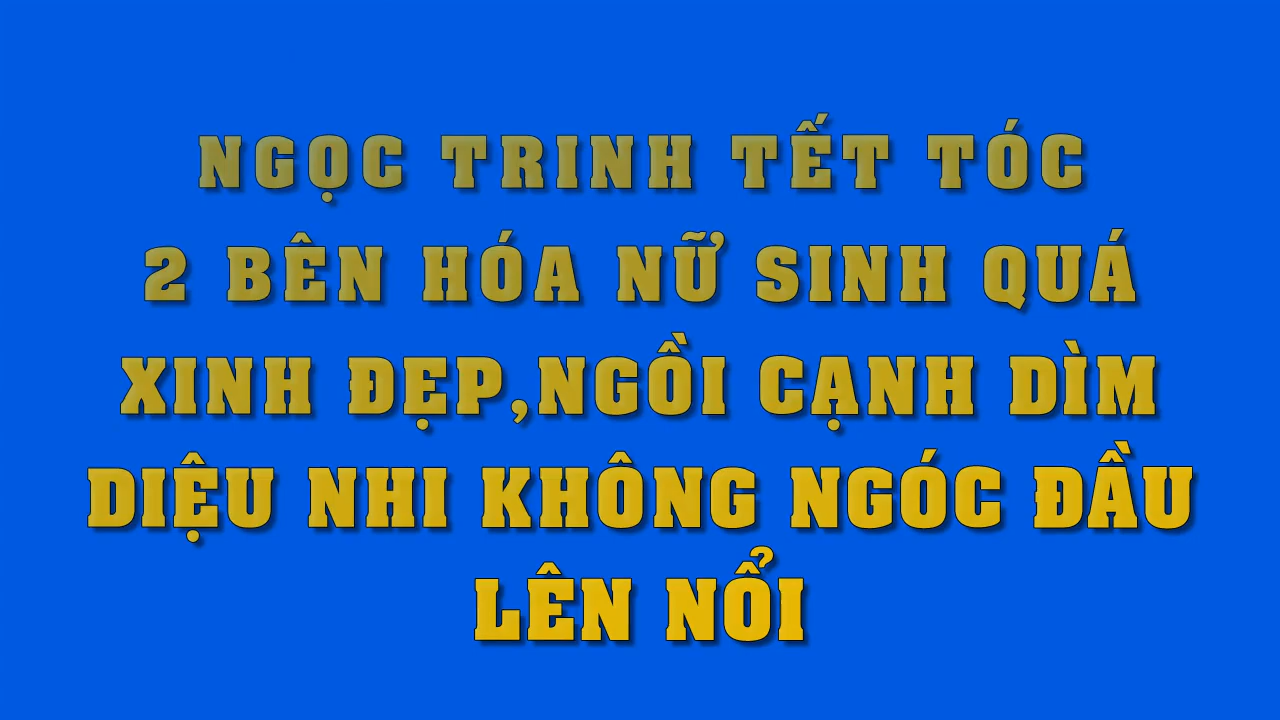 NGỌC TRINH TẾT TÓC
2 BÊN HÓA NỮ SINH QUÁ
XINH ĐẸP,NGỒI CẠNH DÌM
DIỆU NHI KHÔNG NGÓC ĐẦU
LÊN NỔI